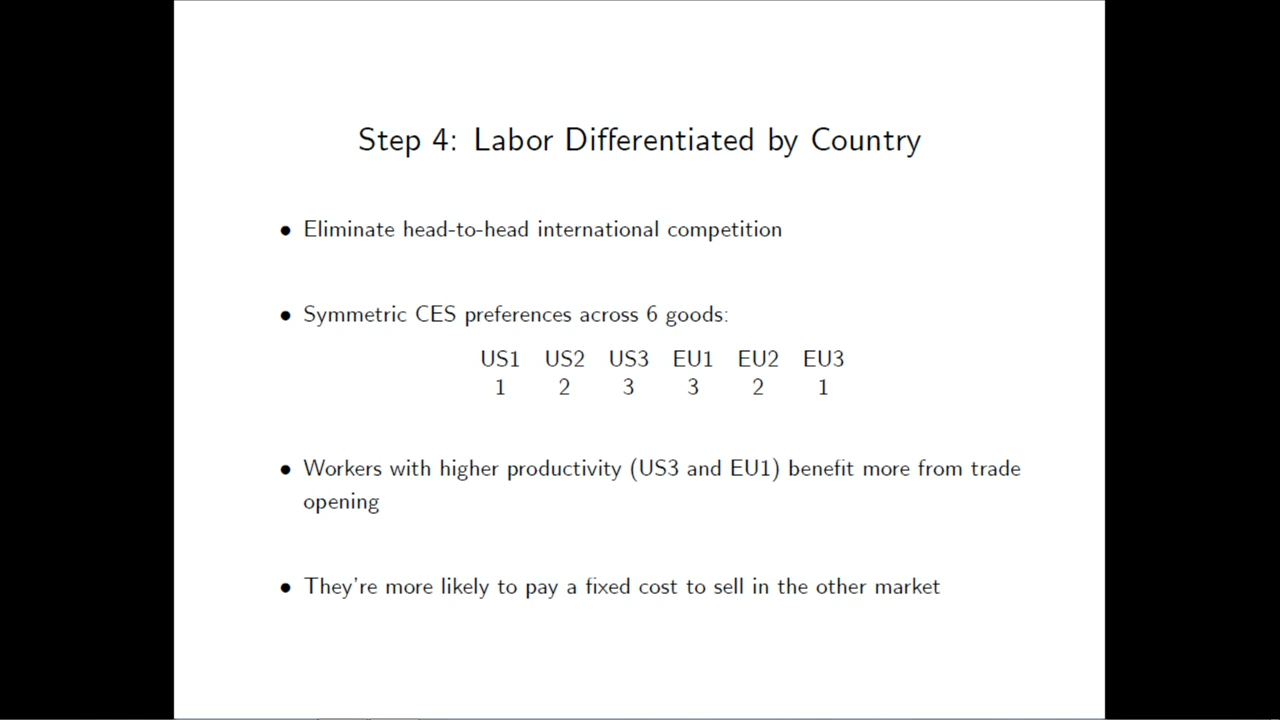 Step 4: Labor Differentiated by Country
• Eliminate head-to-head international competition
• Symmetric CES preferences across 6 goods:
US1 US2 US3 EU1 EU2 EU3
1 2 3 3 2 1
• Workers with higher productivity (US3 and EU1) benefit more from trade
opening
• They're more likely to pay a fixed cost to sell in the other market